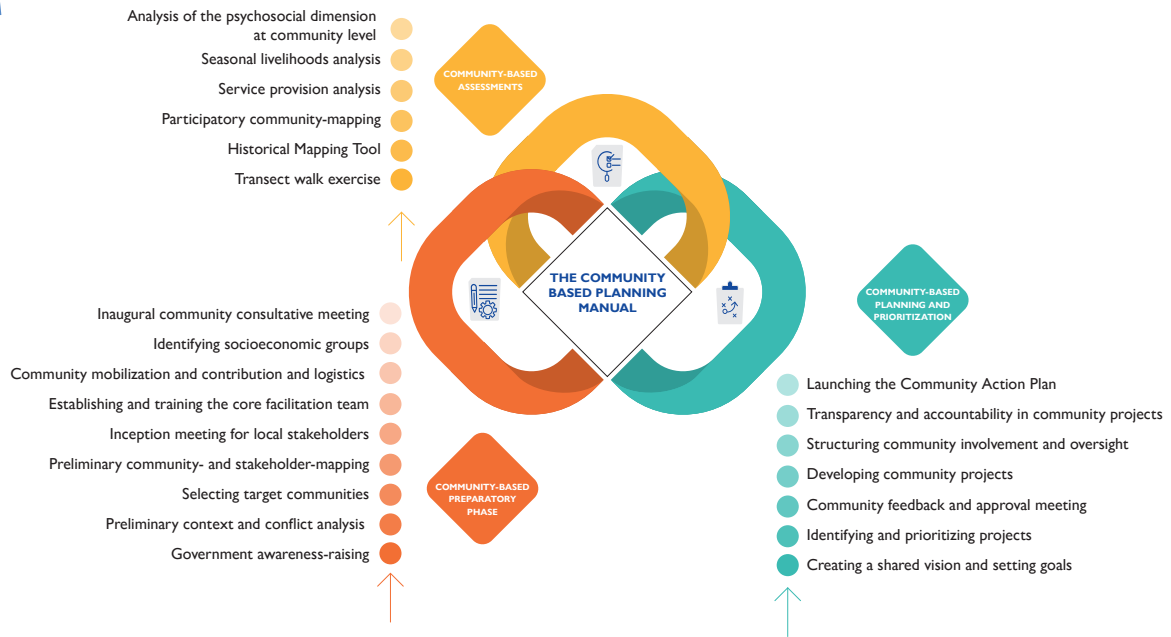 Analysis of the psychosocial dimension
at community level
Seasonal livelihoods analysis
Service provision analysis
Participatory community-mapping
Historical Mapping Tool
Transect walk exercise
COMMUNITY-BASED
ASSESSMENTS
THE COMMUNITY
BASED PLANNING
MANUAL
Inaugural community consultative meeting
Identifying socioeconomic groups
Community mobilization and contribution and logistics
Establishing and training the core facilitation team
Inception meeting for local stakeholders
Preliminary community- and stakeholder-mapping
Selecting target communities
Preliminary context and conflict analysis
Government awareness-raising
COMMUNITY-BASED
PREPARATORY
PHASE
COMMUNITY-BASED
PLANNING AND
PRIORITIZATION
Launching the Community Action Plan
Transparency and accountability in community projects
Structuring community involvement and oversight
Developing community projects
Community feedback and approval meeting
Identifying and prioritizing projects
Creating a shared vision and setting goals